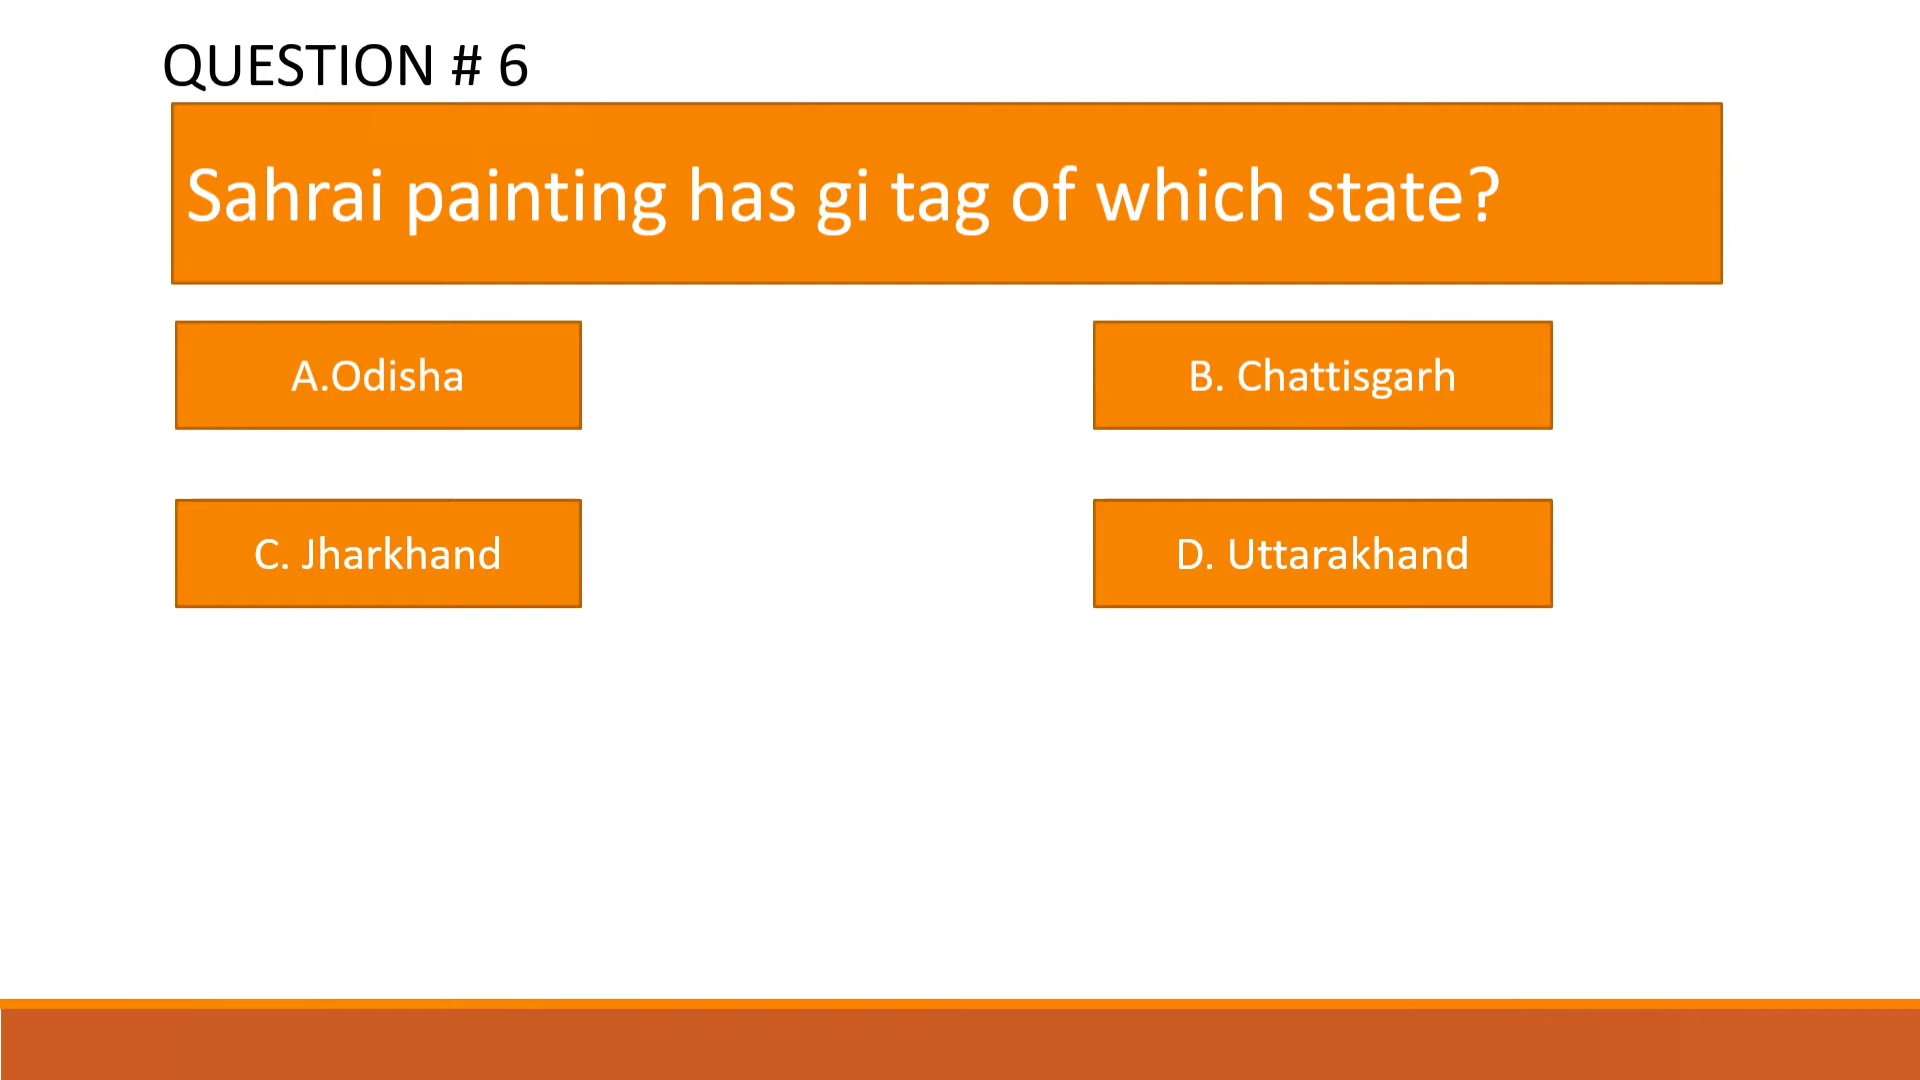 QUESTION # 6
Sahrai painting has gi tag of which state?
A.Odisha
B. Chattisgarh
C. Jharkhand
D. Uttarakhand